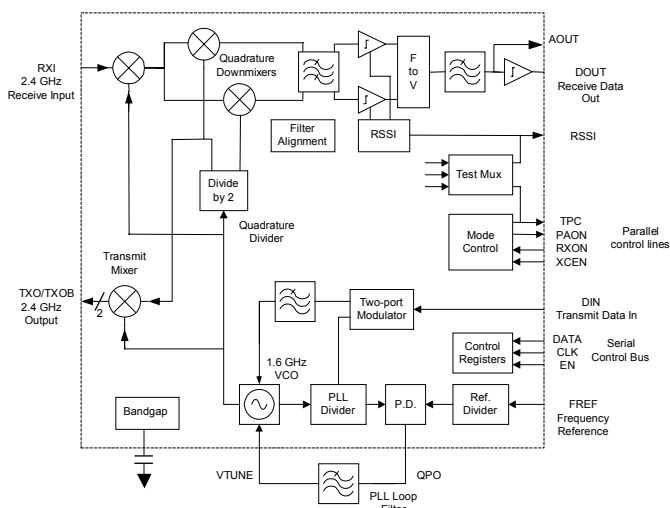 RXI
2.4 GHz
Receive Input
Quadrature
Downmixers
F
to
V
AOUT
DOUT
Receive Data
Out
Filter
Alignment
RSSI
RSSI
Test Mux
Divide
by 2
Quadrature
Divider
TPC
PAON
RXON
XCEN
Parallel
control lines
Mode
Control
Transmit
Mixer
TXO/TXOB
2.4 GHz
Output
2
Two-port
Modulator
DIN
Transmit Data In
DATA
CLK
EN
Serial
Control Bus
Control
Registers
1.6 GHz
VCO
PLL
Divider
P.D.
Ref.
Divider
FREF
Frequency
Reference
Bandgap
VTUNE
QPO
PLL Loop
Filter